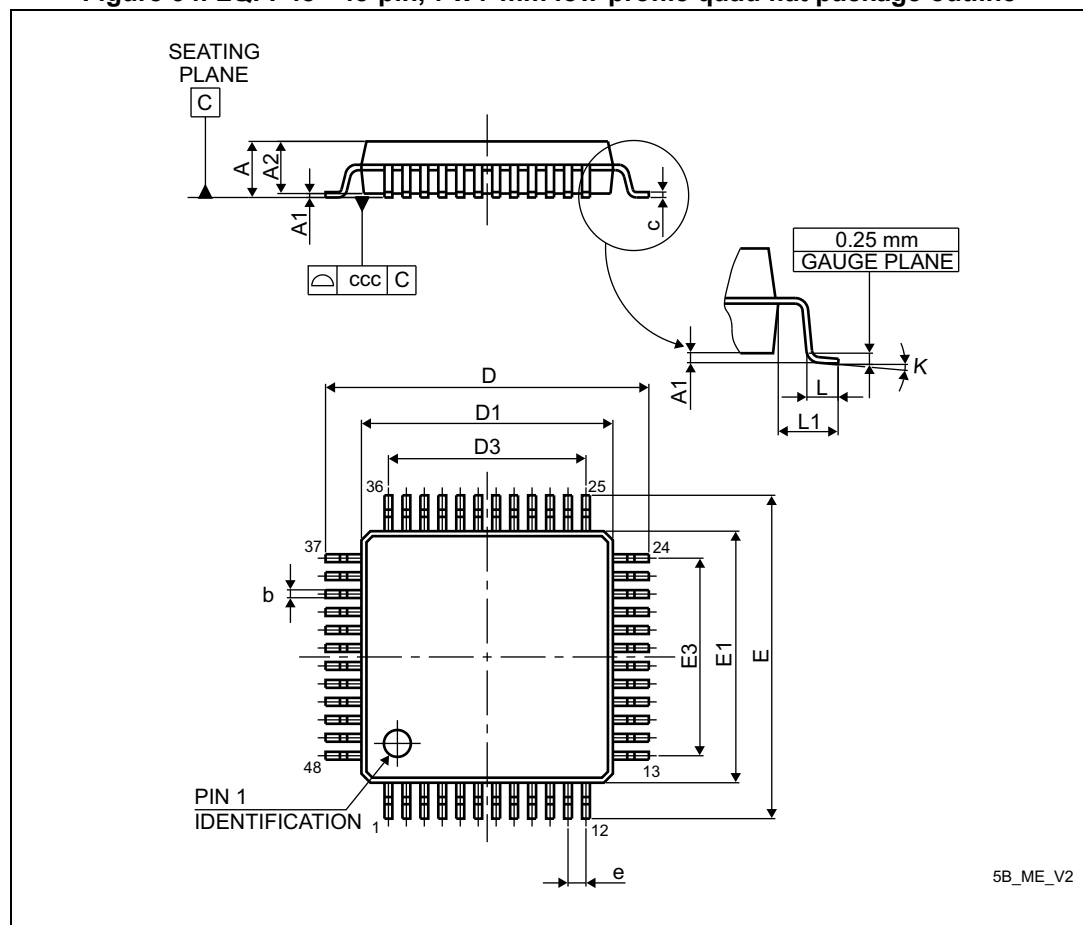 SEATING
PLANE
C
A
A2
A1
c
ccc C
0.25 mm
GAUGE PLANE
A1
K
L
L1
D
D1
D3
36
25
37
24
b
E3
E1
E
48
13
PIN 1
IDENTIFICATION
1
12
e
5B_ME_V2